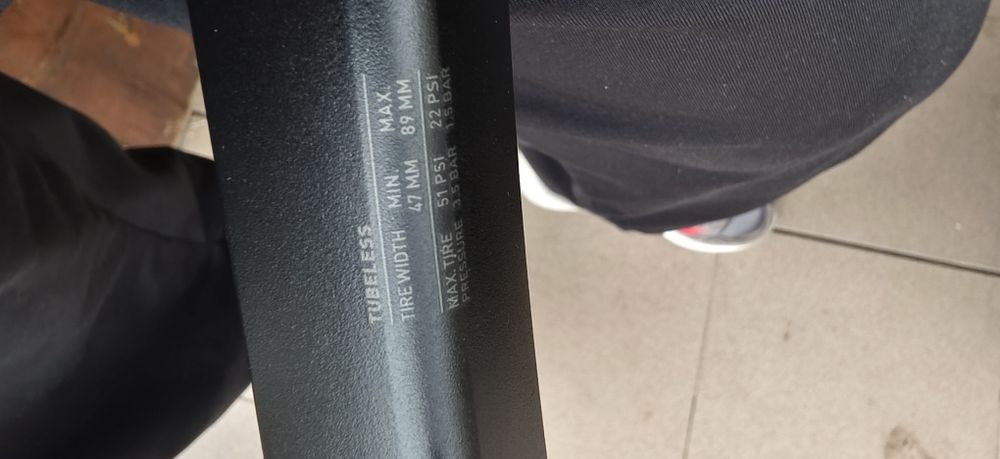 TUBELESS
TIRE WIDTH MIN. MAX.
47 MM 89 MM
MAX. TIRE 51 PSI 22 PSI
PRESSURE 3.5 BAR 1.5 BAR